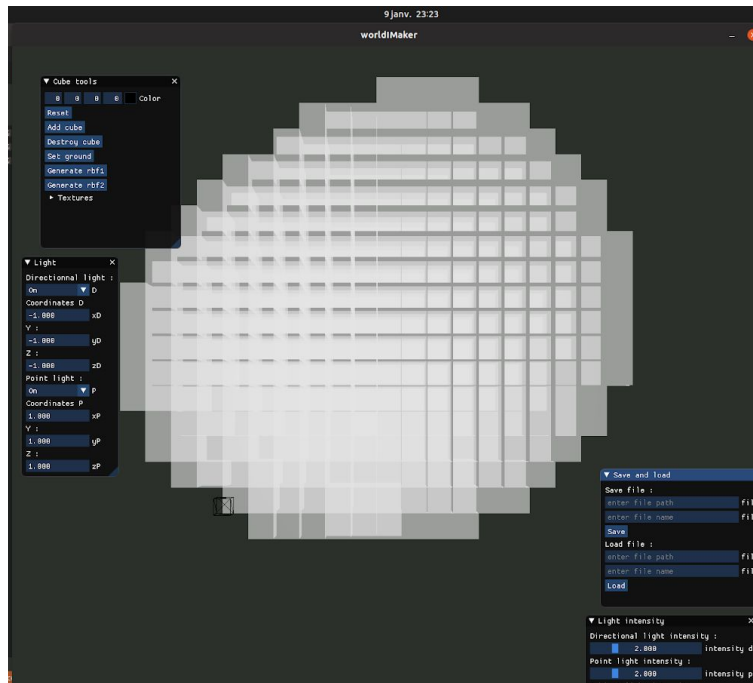 9 janv. 23:23
worldIMaker
Cube tools
0 0 0 0 Color
Reset
Add cube
Destroy cube
Set ground
Generate rbf1
Generate rbf2
Textures
Light
Directionnal light :
On D
Coordinates D
-1.000 xD
Y :
-1.000 yD
Z :
-1.000 zD
Point light :
On P
Coordinates P
1.000 xP
Y :
1.000 yP
Z :
1.000 zP
Save and load
Save file :
enter file path fil
enter file name fil
Save
Load file :
enter file path fil
enter file name fil
Load
Light intensity
Directional light intensity :
2.000 intensity d
Point light intensity :
2.000 intensity p